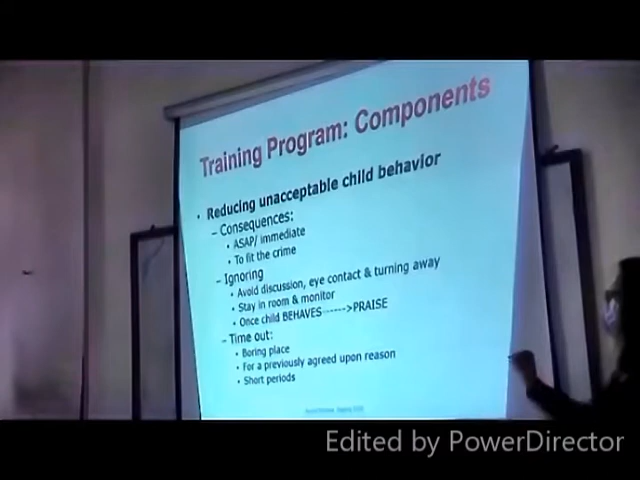 Training Program: Components
• Reducing unacceptable child behavior
– Consequences:
• ASAP/ immediate
• To fit the crime
– Ignoring
• Avoid discussion, eye contact & turning away
• Stay in room & monitor
• Once child BEHAVES------>PRAISE
– Time out:
• Boring place
• For a previously agreed upon reason
• Short periods
Edited by PowerDirector